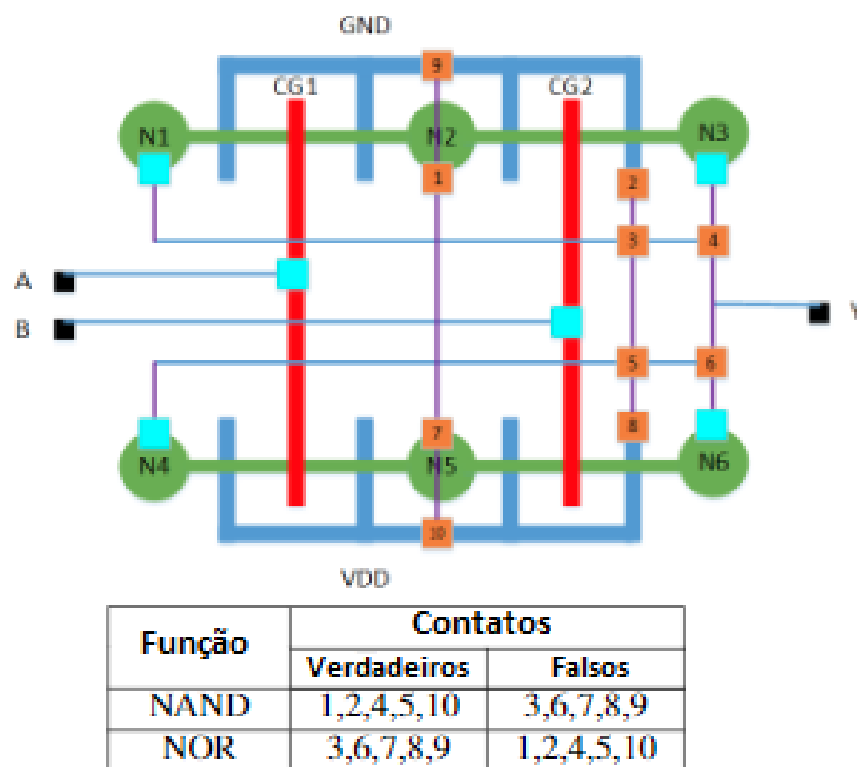 GND
9
CG1 CG2
N1 N2 N3
1 2
3 4
A
B Y
5 6
7 8
N4 N5 N6
10
VDD
Função Contatos
Verdadeiros Falsos
NAND 1,2,4,5,10 3,6,7,8,9
NOR 3,6,7,8,9 1,2,4,5,10